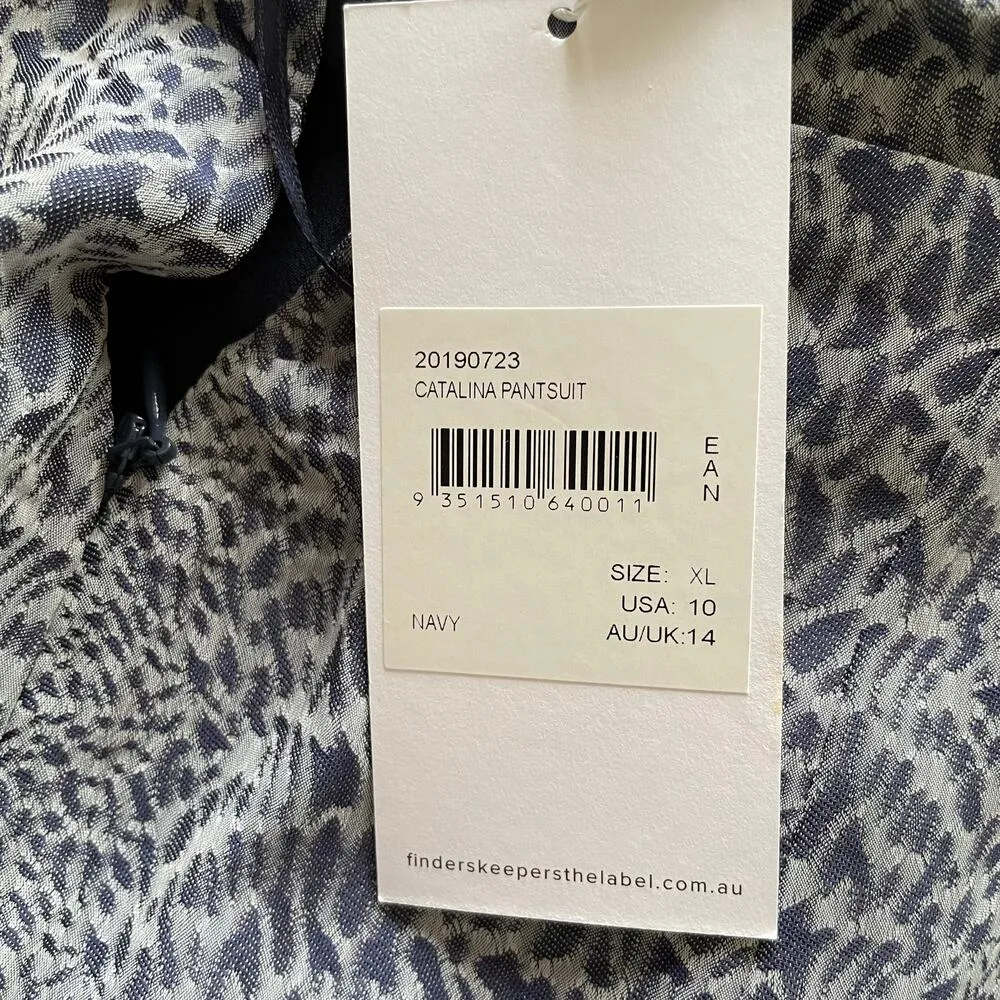 20190723
CATALINA PANTSUIT
EAN
9 351510 640011
SIZE: XL
USA: 10
AU/UK:14
NAVY
finderskeepersthelabel.com.au